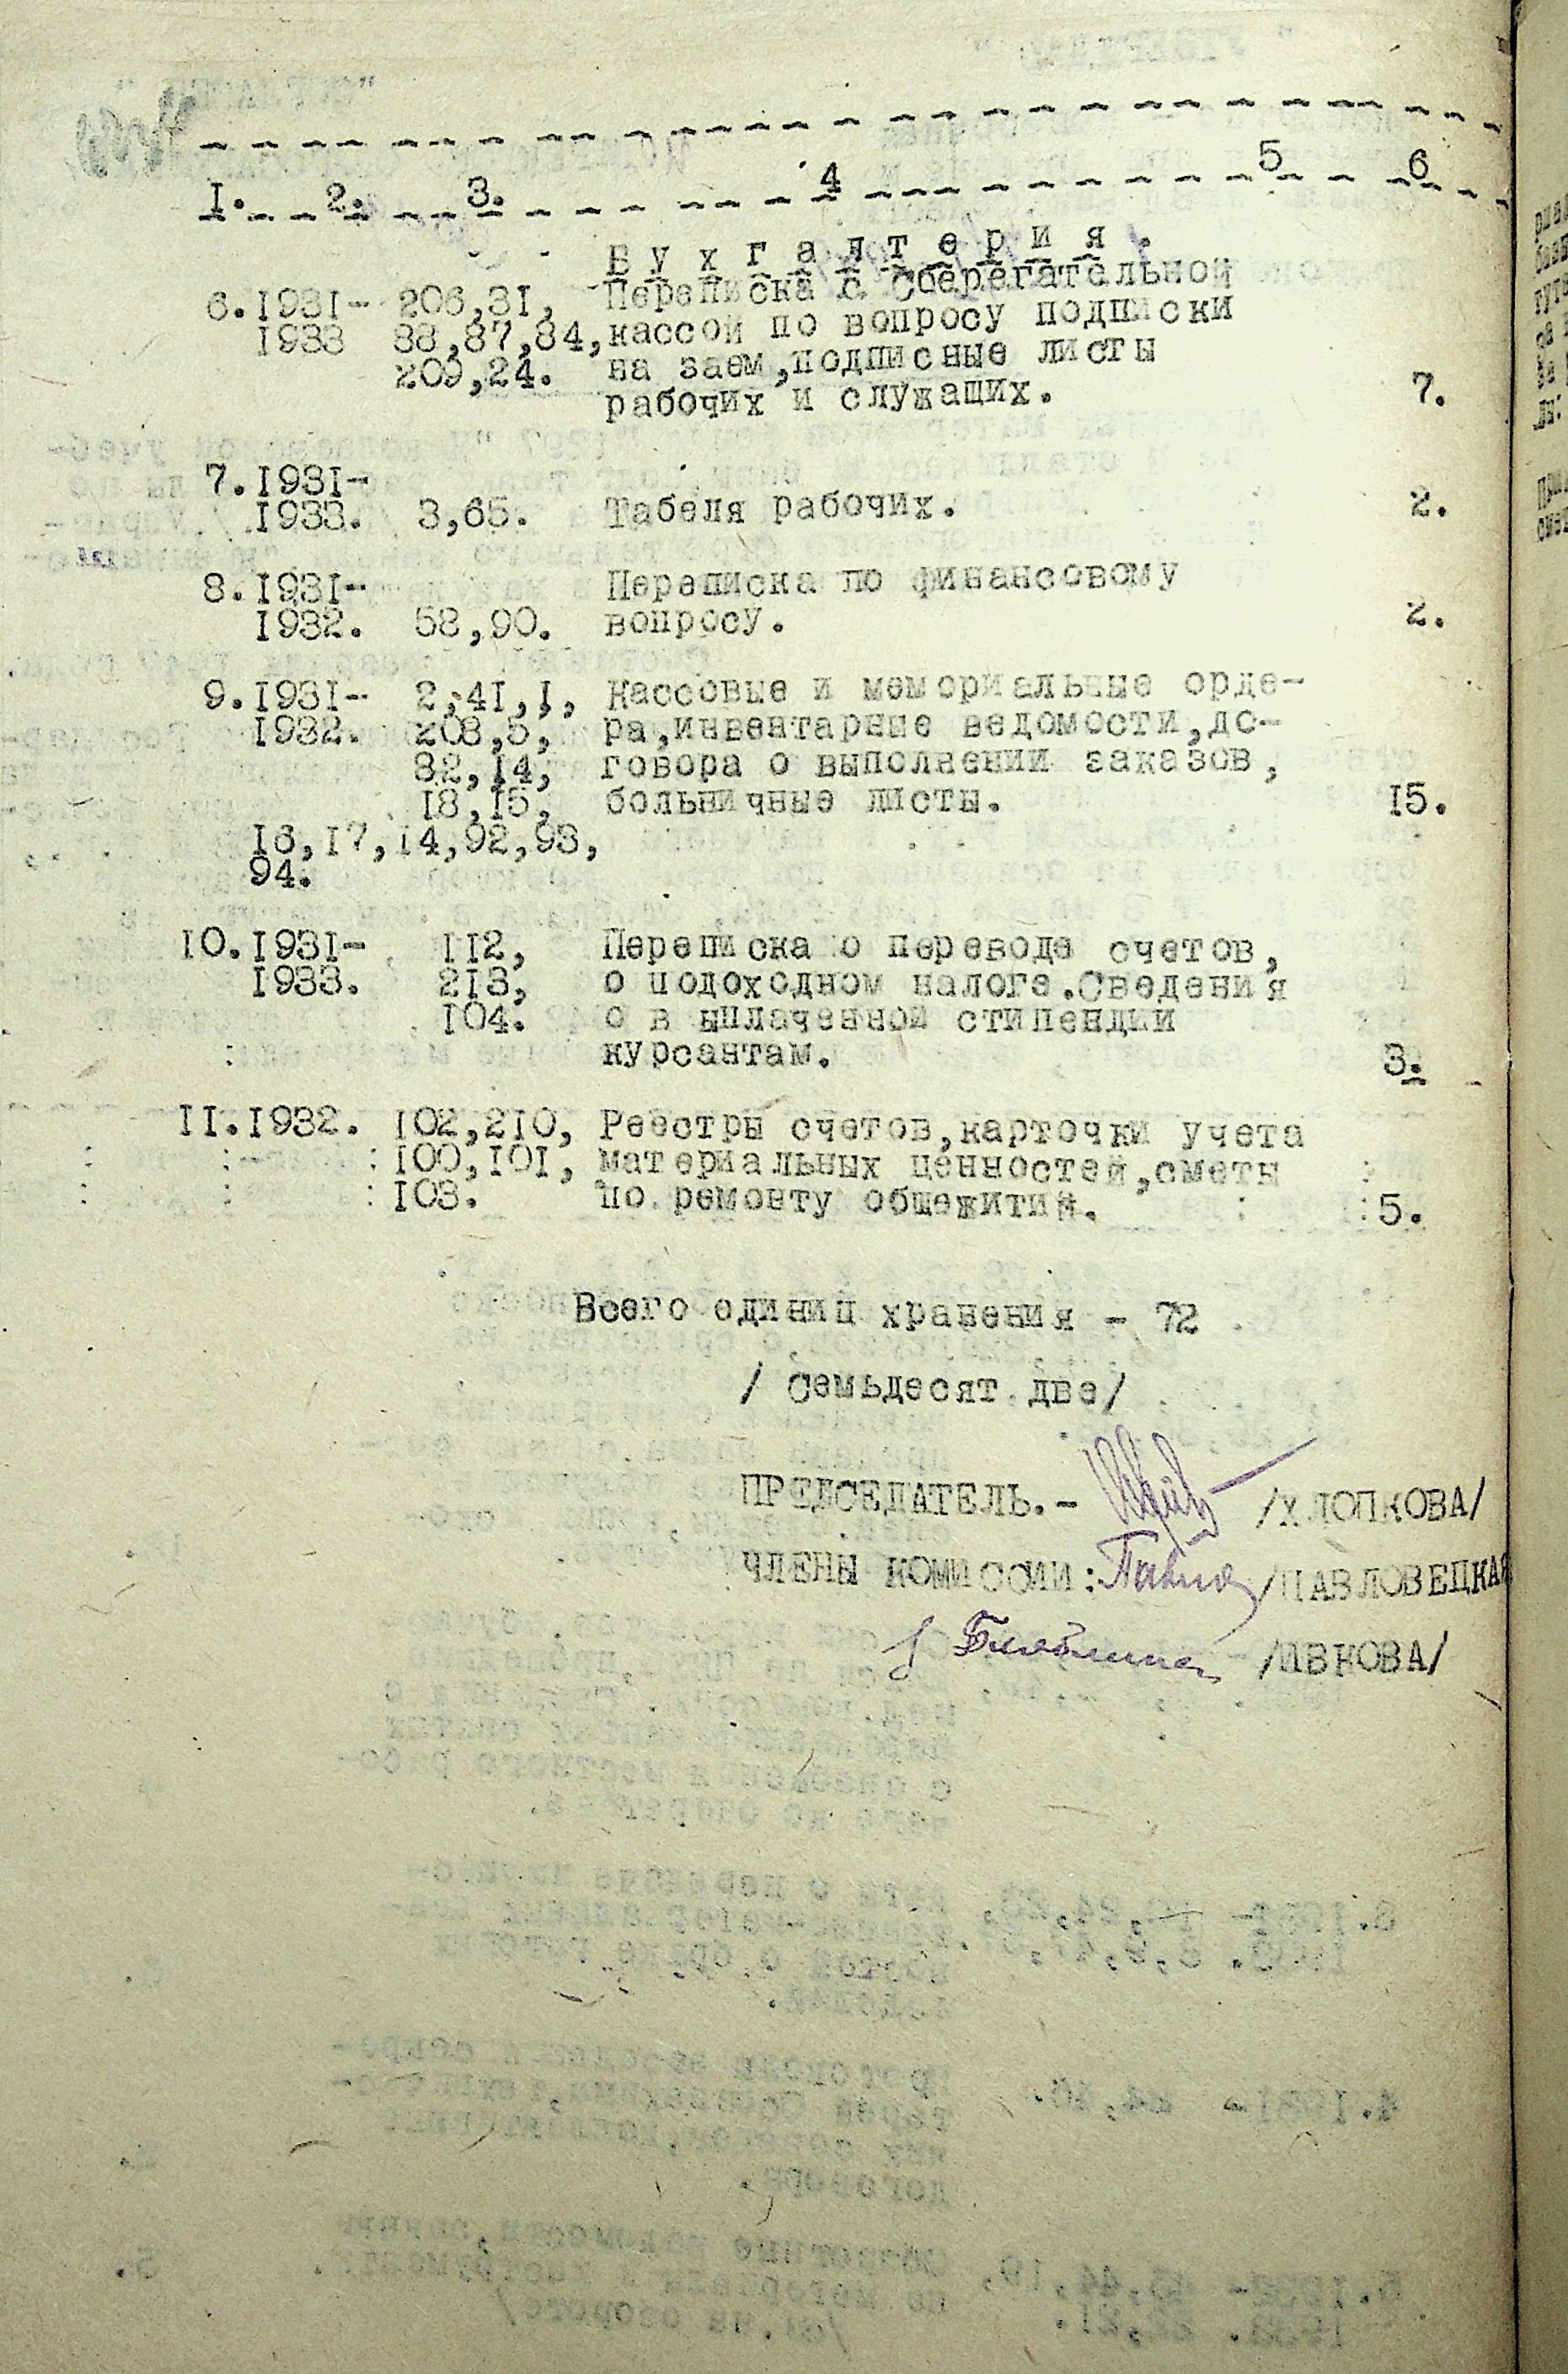 I. 2. 3. 4 5 6
Бухгалтерия.
6.1931- 206,31, Переписка с Сберегательной
1933 88,87,84, кассой по вопросу подписки
209,24. на заем,подписные листы
рабочих и служащих. 7.
7.1931-
1933. 3,65. Табеля рабочих. 2.
8.1931- Переписка по финансовому
1932. 58,90. вопросу. 2.
9.1931- 2,41,1, Кассовые и мемориальные орде-
1932. 208,5, ра,инвентарные ведомости,до-
82,14, говора о выполнении заказов,
18,15, больничные листы. 15.
16,17,14,92,93,
94.
10.1931- 112, Переписка о переводе счетов,
1933. 213, о подоходном налоге.Сведения
104. о выплаченной стипендии
курсантам. 3.
11.1932. 102,210, Реестры счетов,карточки учета
100,101, материальных ценностей,сметы
103. по ремонту общежитий. 5.
Всего единиц хранения - 72
/ Семьдесят две/
ПРЕДСЕДАТЕЛЬ.- /ХЛОПКОВА/
ЧЛЕНЫ КОМИССИИ: /ПАВЛОВЕЦКАЯ
/ИВКОВА/